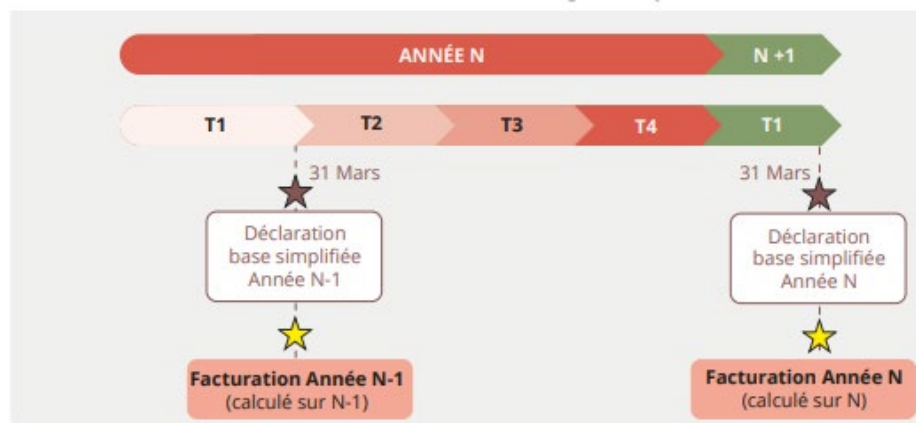 ANNÉE N
N +1
T1
T2
T3
T4
T1
31 Mars
31 Mars
Déclaration
base simplifiée
Année N-1
Déclaration
base simplifiée
Année N
Facturation Année N-1
(calculé sur N-1)
Facturation Année N
(calculé sur N)